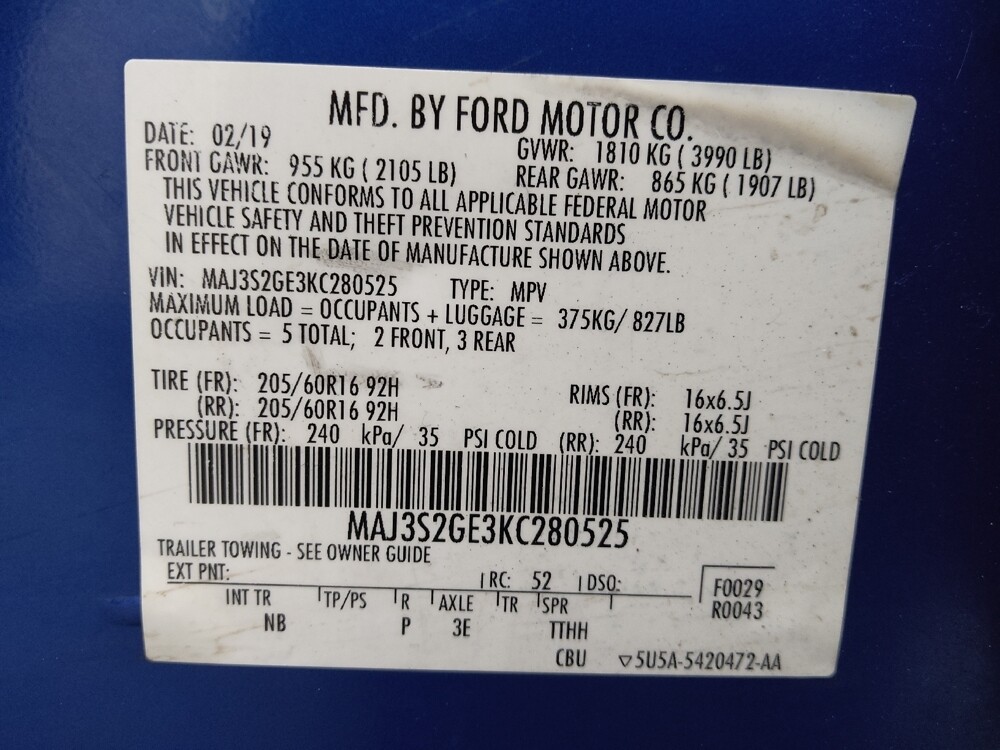 MFD. BY FORD MOTOR CO.
DATE: 02/19 GVWR: 1810 KG ( 3990 LB)
FRONT GAWR: 955 KG ( 2105 LB) REAR GAWR: 865 KG ( 1907 LB)
THIS VEHICLE CONFORMS TO ALL APPLICABLE FEDERAL MOTOR
VEHICLE SAFETY AND THEFT PREVENTION STANDARDS
IN EFFECT ON THE DATE OF MANUFACTURE SHOWN ABOVE.
VIN: MAJ3S2GE3KC280525 TYPE: MPV
MAXIMUM LOAD = OCCUPANTS + LUGGAGE = 375KG/ 827LB
OCCUPANTS = 5 TOTAL; 2 FRONT, 3 REAR
TIRE (FR): 205/60R16 92H RIMS (FR): 16x6.5J
(RR): 205/60R16 92H (RR): 16x6.5J
PRESSURE (FR): 240 kPa/ 35 PSI COLD (RR): 240 kPa/ 35 PSI COLD
MAJ3S2GE3KC280525
TRAILER TOWING - SEE OWNER GUIDE
EXT PNT: RC: 52 DSO: F0029
INT TR TP/PS R AXLE TR SPR R0043
NB P 3E TTHH
CBU ▽5U5A-5420472-AA